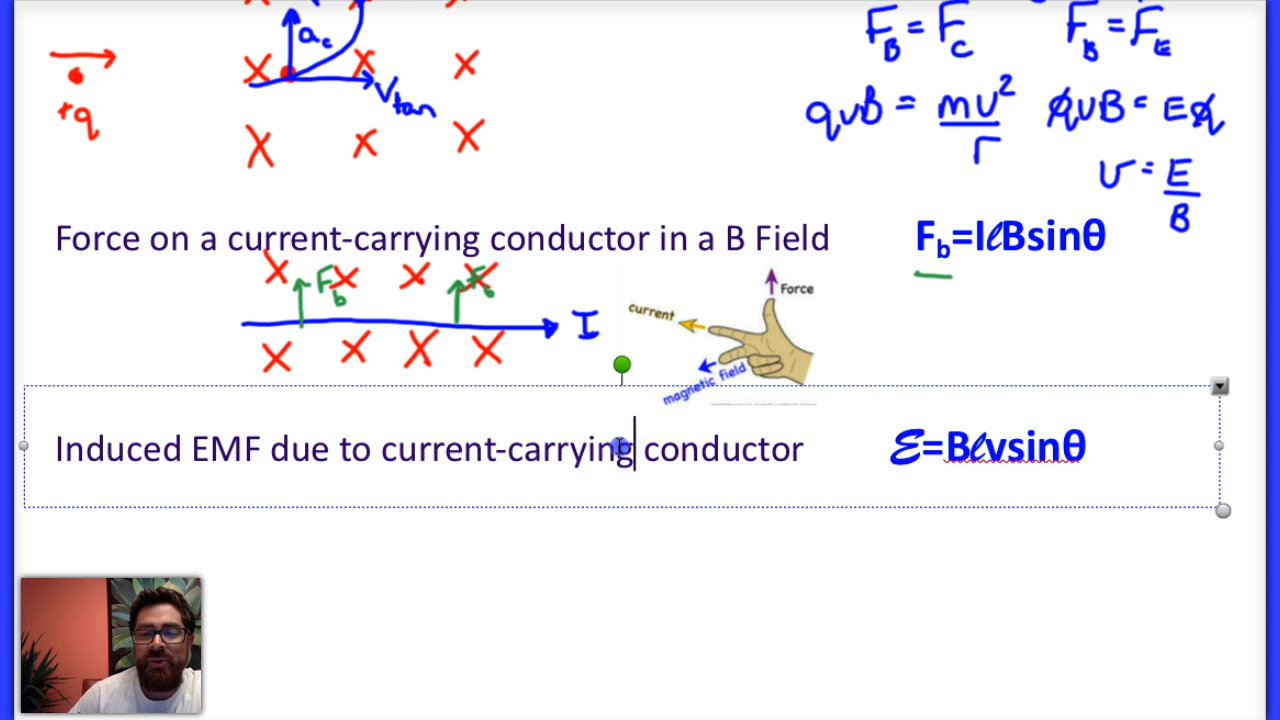 X X X
a_c
F_B = F_C F_B = F_E
X X X
V_tan
+q
qvB = mv²/r qvB = Eq
X X X
v = E/B
Force on a current-carrying conductor in a B Field F_b=IℓBsinθ
X F_b X X X F_b
Force
current
I
X X X X
magnetic field
Induced EMF due to current-carrying conductor ℰ=Bℓvsinθ